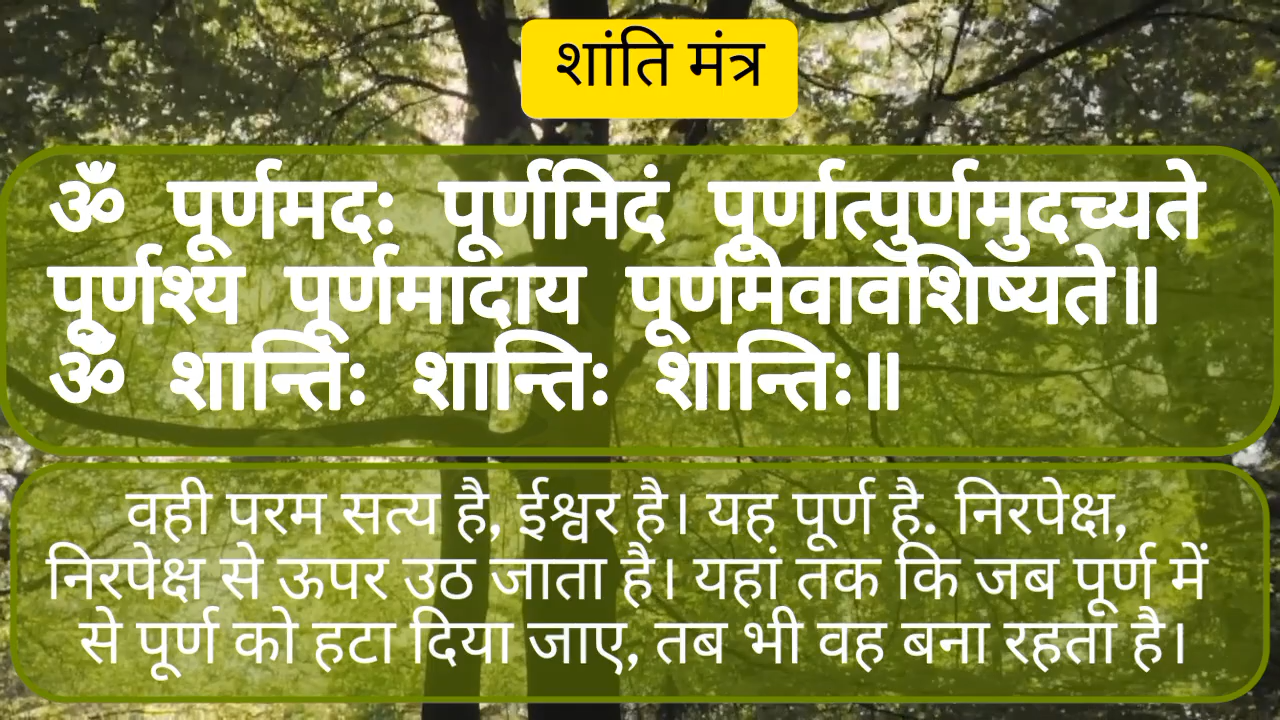 शांति मंत्र
ॐ पूर्णमदः पूर्णमिदं पूर्णात्पुर्णमुदच्यते
पूर्णश्य पूर्णमादाय पूर्णमेवावशिष्यते॥
ॐ शान्तिः शान्तिः शान्तिः॥
वही परम सत्य है, ईश्वर है। यह पूर्ण है. निरपेक्ष,
निरपेक्ष से ऊपर उठ जाता है। यहां तक कि जब पूर्ण में
से पूर्ण को हटा दिया जाए, तब भी वह बना रहता है।